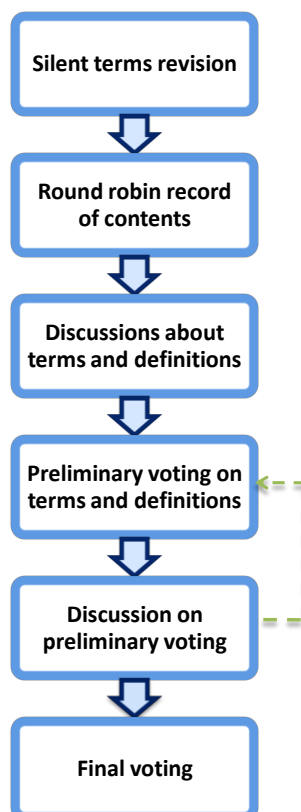 Silent terms revision
Round robin record
of contents
Discussions about
terms and definitions
Preliminary voting on
terms and definitions
Discussion on
preliminary voting
Final voting